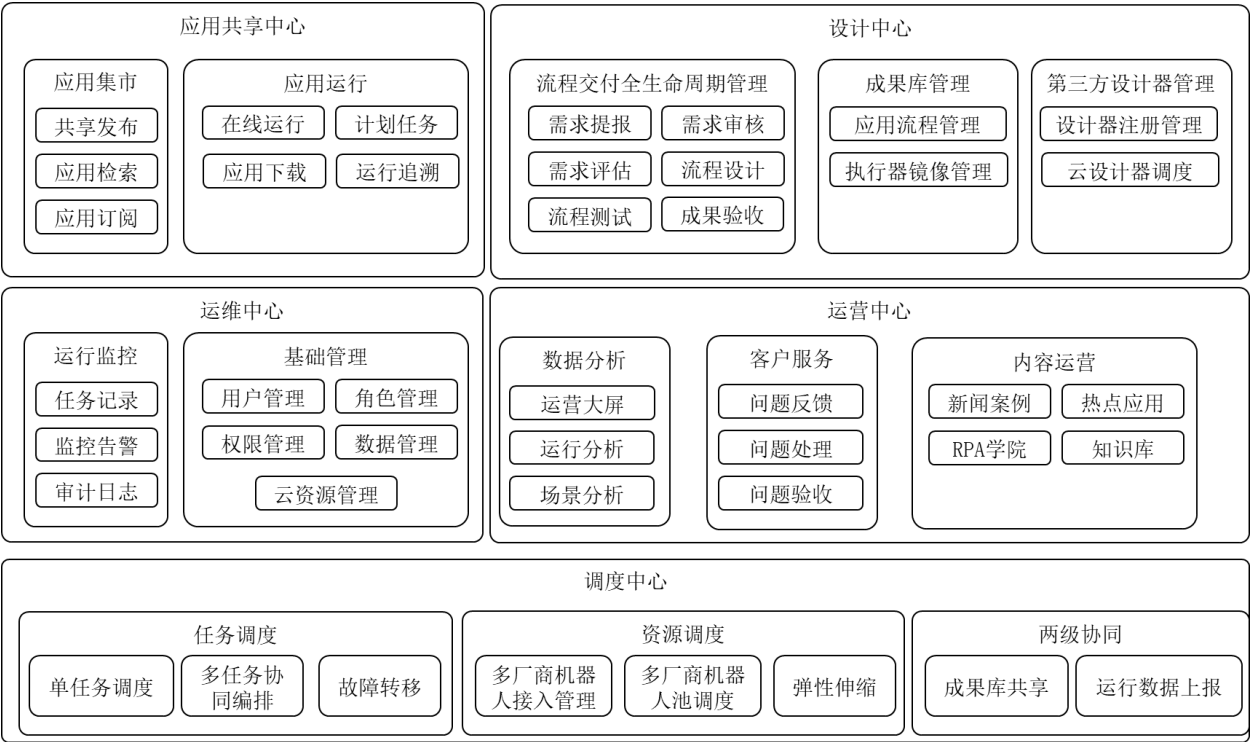 应用共享中心
应用集市
共享发布
应用检索
应用订阅
应用运行
在线运行
计划任务
应用下载
运行追溯
设计中心
流程交付全生命周期管理
需求提报
需求审核
需求评估
流程设计
流程测试
成果验收
成果库管理
应用流程管理
执行器镜像管理
第三方设计器管理
设计器注册管理
云设计器调度
运维中心
运行监控
任务记录
监控告警
审计日志
基础管理
用户管理
角色管理
权限管理
数据管理
云资源管理
运营中心
数据分析
运营大屏
运行分析
场景分析
客户服务
问题反馈
问题处理
问题验收
内容运营
新闻案例
热点应用
RPA学院
知识库
调度中心
任务调度
单任务调度
多任务协
同编排
故障转移
资源调度
多厂商机器
人接入管理
多厂商机器
人池调度
弹性伸缩
两级协同
成果库共享
运行数据上报